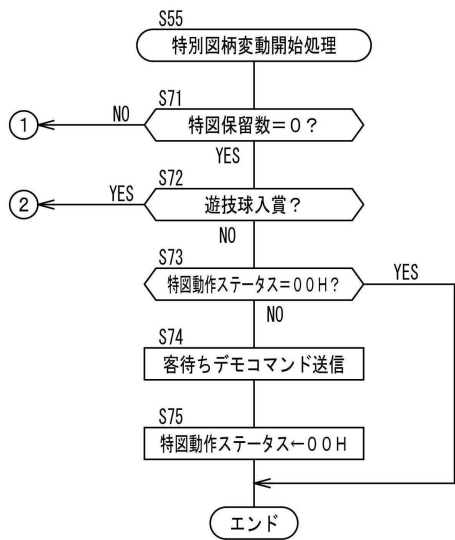 S55
特別図柄変動開始処理
S71
NO
①
特図保留数＝０？
YES
S72
YES
②
遊技球入賞？
NO
S73
特図動作ステータス＝００Ｈ？
YES
NO
S74
客待ちデモコマンド送信
S75
特図動作ステータス←００Ｈ
エンド